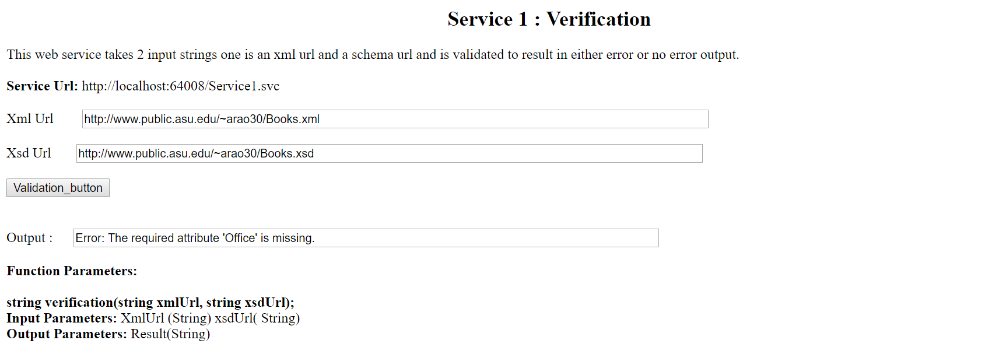 Service 1 : Verification
This web service takes 2 input strings one is an xml url and a schema url and is validated to result in either error or no error output.
Service Url: http://localhost:64008/Service1.svc
Xml Url http://www.public.asu.edu/~arao30/Books.xml
Xsd Url http://www.public.asu.edu/~arao30/Books.xsd
Validation_button
Output : Error: The required attribute 'Office' is missing.
Function Parameters:
string verification(string xmlUrl, string xsdUrl);
Input Parameters: XmlUrl (String) xsdUrl( String)
Output Parameters: Result(String)